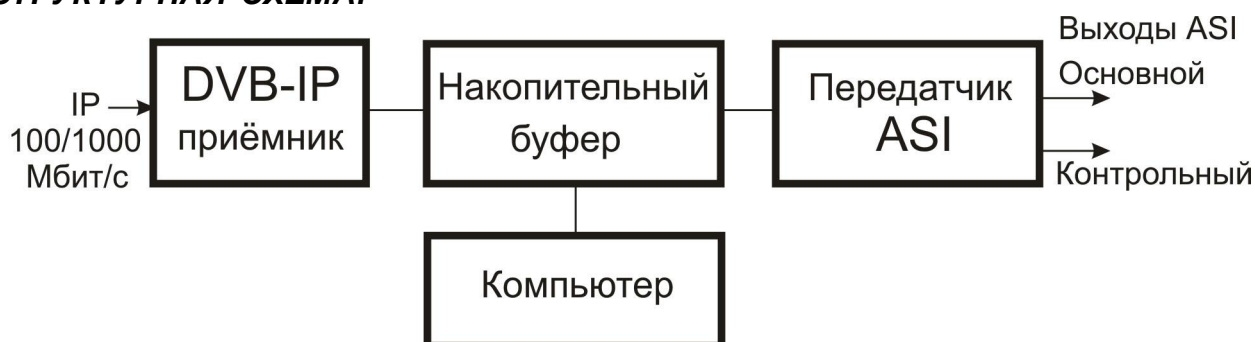 IP
100/1000
Мбит/с
DVB-IP
приёмник
Накопительный
буфер
Передатчик
ASI
Выходы ASI
Основной
Контрольный
Компьютер